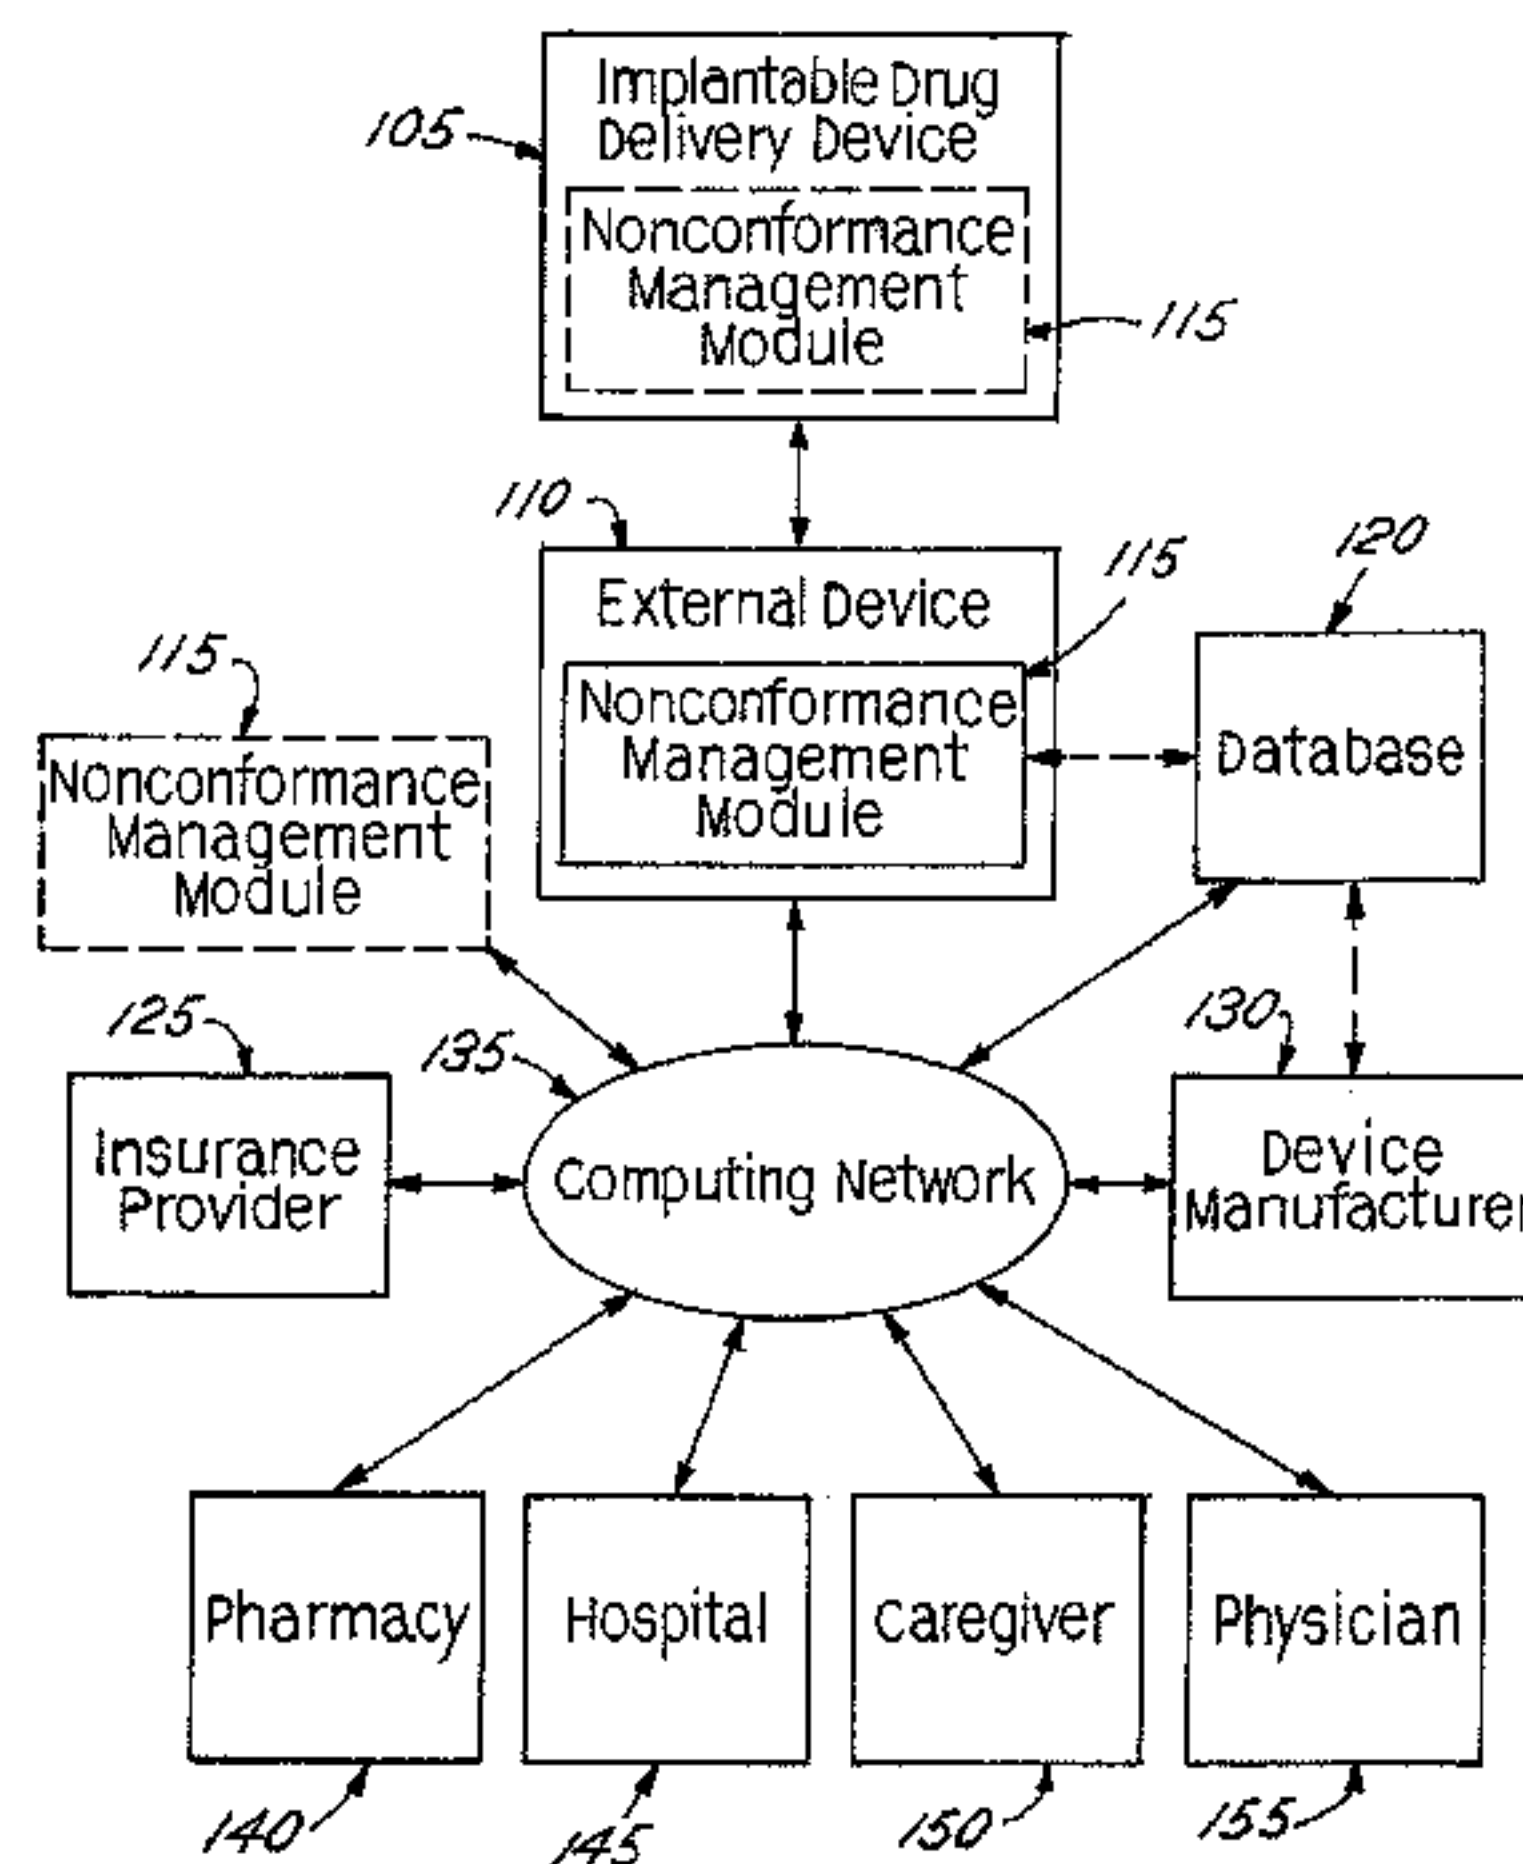 Implantable Drug
Delivery Device
105
Nonconformance
Management
Module
115
110
External Device
115
120
Nonconformance
Management
Module
Database
115
Nonconformance
Management
Module
125
135
130
Insurance
Provider
Computing Network
Device
Manufacturer
Pharmacy
Hospital
Caregiver
Physician
140
145
150
155